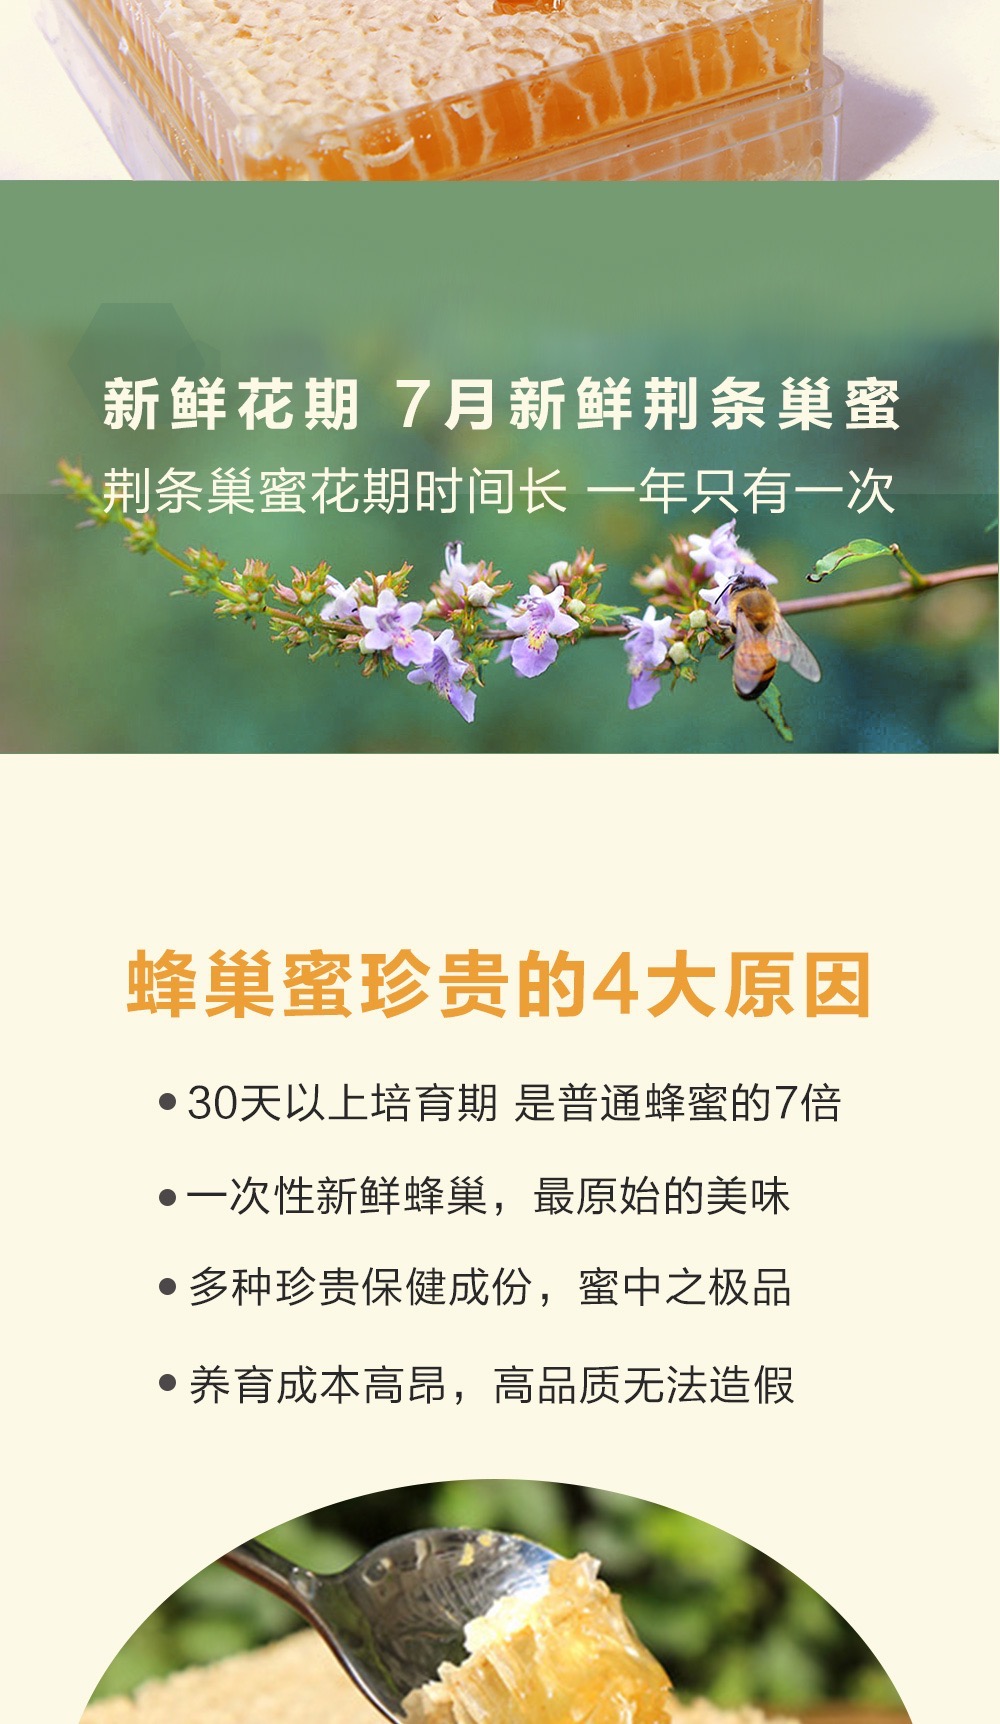 新鲜花期 7月新鲜荆条巢蜜
荆条巢蜜花期时间长 一年只有一次
蜂巢蜜珍贵的4大原因
●30天以上培育期 是普通蜂蜜的7倍
●一次性新鲜蜂巢，最原始的美味
●多种珍贵保健成份，蜜中之极品
●养育成本高昂，高品质无法造假